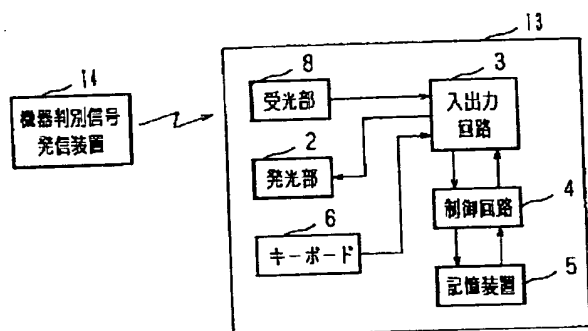 13
14
機器判別信号
発信装置
8
受光部
3
入出力
回路
2
発光部
4
制御回路
6
キーボード
5
記憶装置